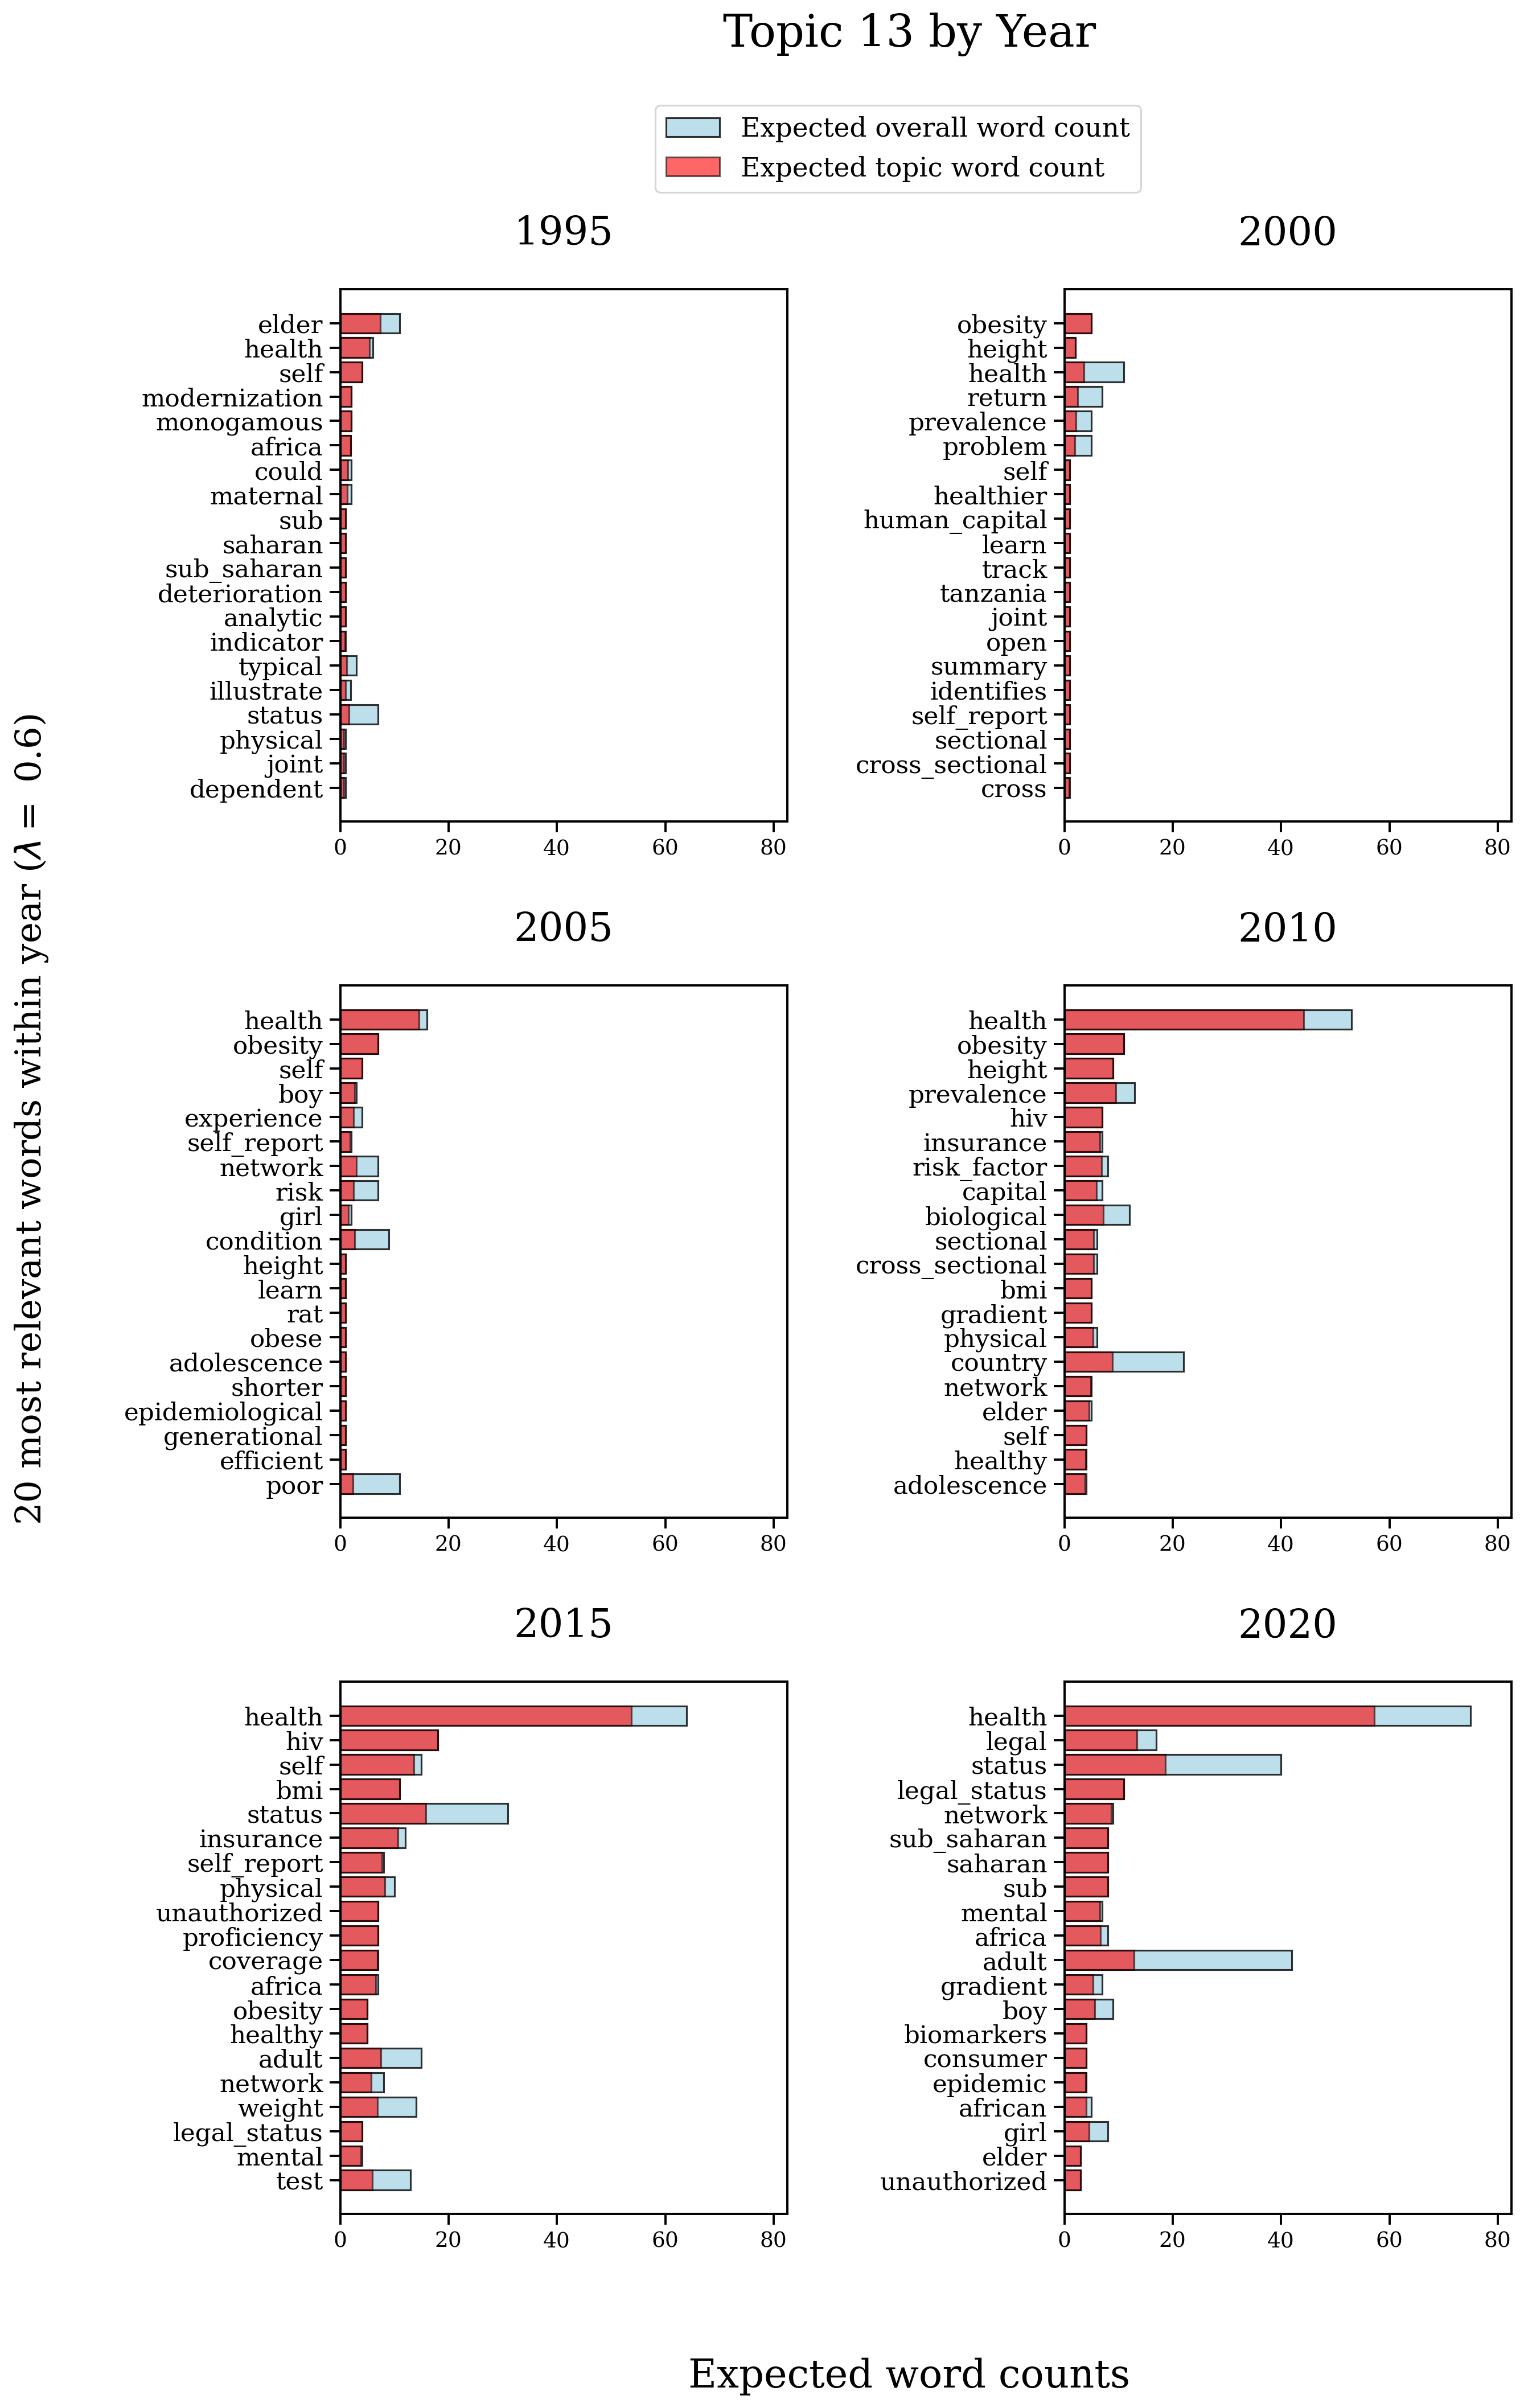 Topic 13 by Year
Expected overall word count
Expected topic word count
20 most relevant words within year (λ = 0.6)
1995
elder
health
self
modernization
monogamous
africa
could
maternal
sub
saharan
sub_saharan
deterioration
analytic
indicator
typical
illustrate
status
physical
joint
dependent
0 20 40 60 80
2000
obesity
height
health
return
prevalence
problem
self
healthier
human_capital
learn
track
tanzania
joint
open
summary
identifies
self_report
sectional
cross_sectional
cross
0 20 40 60 80
2005
health
obesity
self
boy
experience
self_report
network
risk
girl
condition
height
learn
rat
obese
adolescence
shorter
epidemiological
generational
efficient
poor
0 20 40 60 80
2010
health
obesity
height
prevalence
hiv
insurance
risk_factor
capital
biological
sectional
cross_sectional
bmi
gradient
physical
country
network
elder
self
healthy
adolescence
0 20 40 60 80
2015
health
hiv
self
bmi
status
insurance
self_report
physical
unauthorized
proficiency
coverage
africa
obesity
healthy
adult
network
weight
legal_status
mental
test
0 20 40 60 80
2020
health
legal
status
legal_status
network
sub_saharan
saharan
sub
mental
africa
adult
gradient
boy
biomarkers
consumer
epidemic
african
girl
elder
unauthorized
0 20 40 60 80
Expected word counts